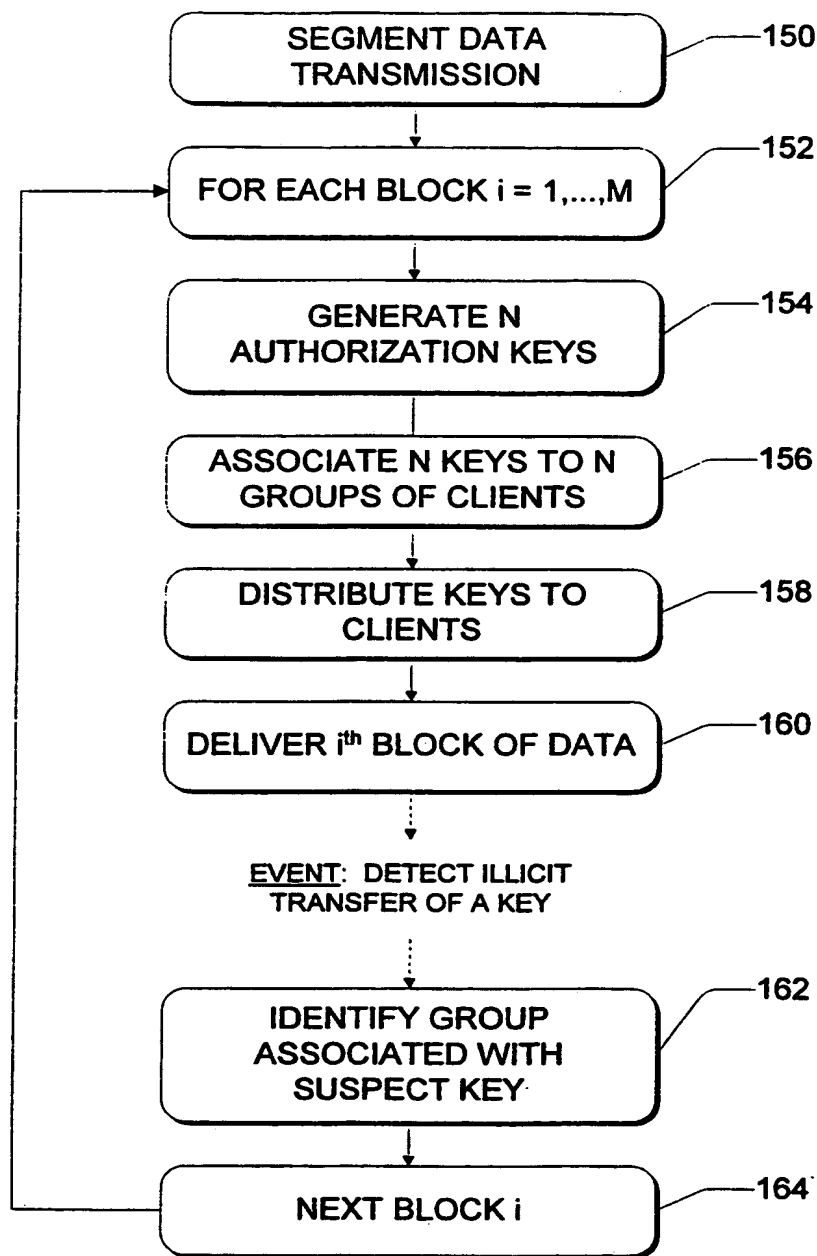 SEGMENT DATA
TRANSMISSION
150
FOR EACH BLOCK i = 1,...,M
152
GENERATE N
AUTHORIZATION KEYS
154
ASSOCIATE N KEYS TO N
GROUPS OF CLIENTS
156
DISTRIBUTE KEYS TO
CLIENTS
158
DELIVER ith BLOCK OF DATA
160
EVENT: DETECT ILLICIT
TRANSFER OF A KEY
IDENTIFY GROUP
ASSOCIATED WITH
SUSPECT KEY
162
NEXT BLOCK i
164